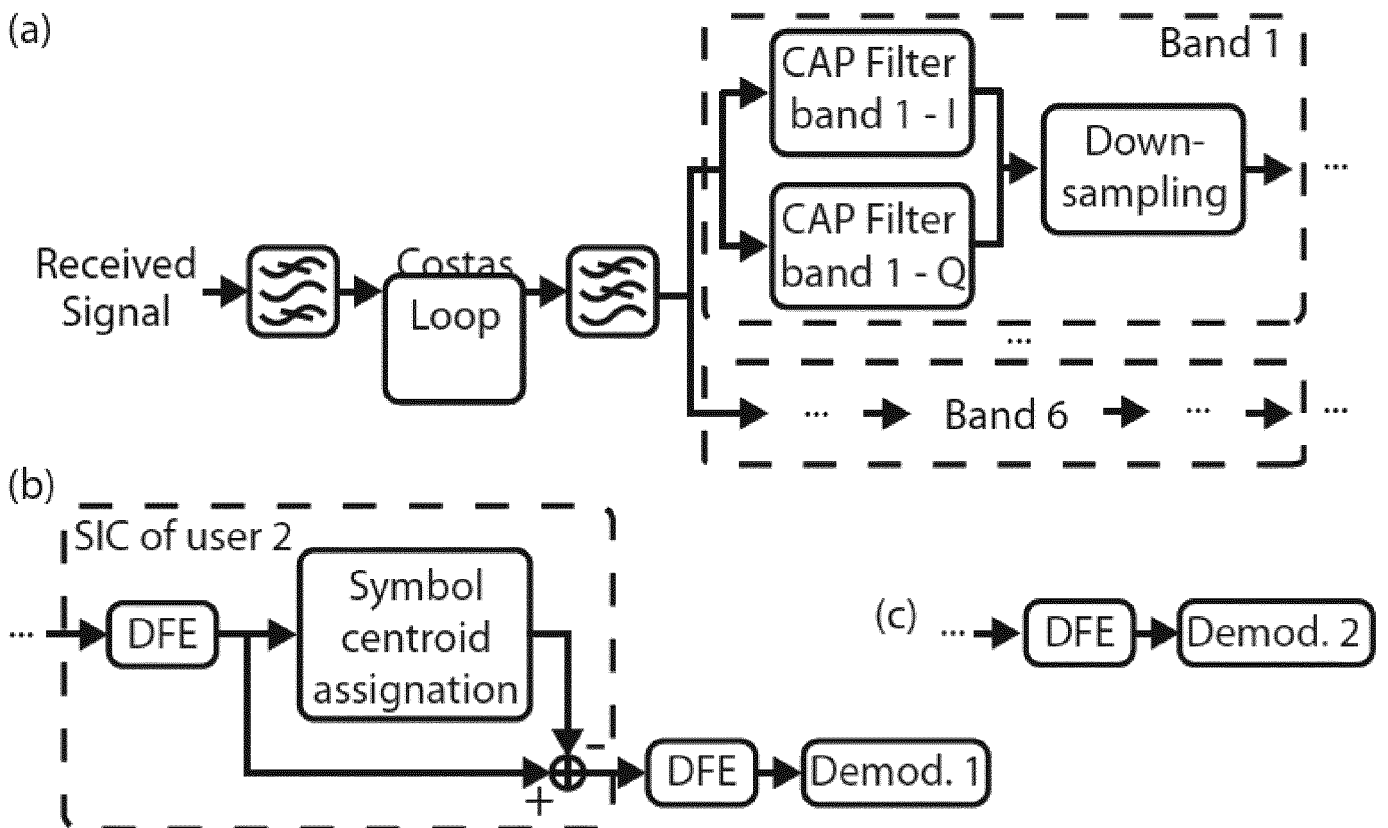 (a)
Band 1
CAP Filter
band 1 - I
Down-
sampling
...
CAP Filter
band 1 - Q
Received
Signal
Costas
Loop
...
...
Band 6
...
...
(b)
SIC of user 2
Symbol
centroid
assignation
...
DFE
-
+
DFE
Demod. 1
(c)
...
DFE
Demod. 2